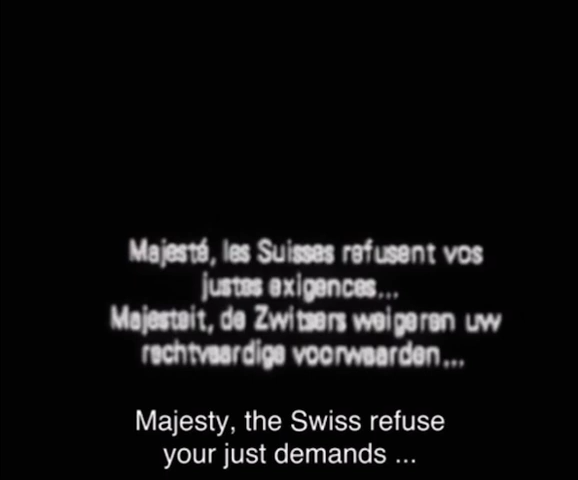 Majesté, les Suisses refusent vos
justes exigences...
Majesteit, de Zwitsers weigeren uw
rechtvaardige voorwaarden...
Majesty, the Swiss refuse
your just demands ...